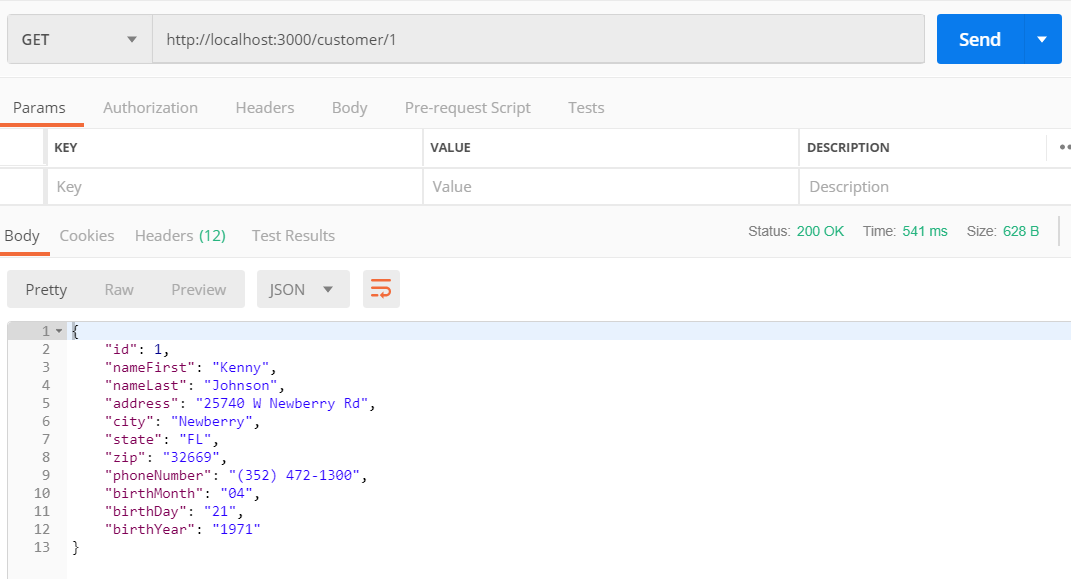 GET http://localhost:3000/customer/1 Send
Params Authorization Headers Body Pre-request Script Tests
KEY VALUE DESCRIPTION
Key Value Description
Body Cookies Headers (12) Test Results Status: 200 OK Time: 541 ms Size: 628 B
Pretty Raw Preview JSON
1 {
2 "id": 1,
3 "nameFirst": "Kenny",
4 "nameLast": "Johnson",
5 "address": "25740 W Newberry Rd",
6 "city": "Newberry",
7 "state": "FL",
8 "zip": "32669",
9 "phoneNumber": "(352) 472-1300",
10 "birthMonth": "04",
11 "birthDay": "21",
12 "birthYear": "1971"
13 }